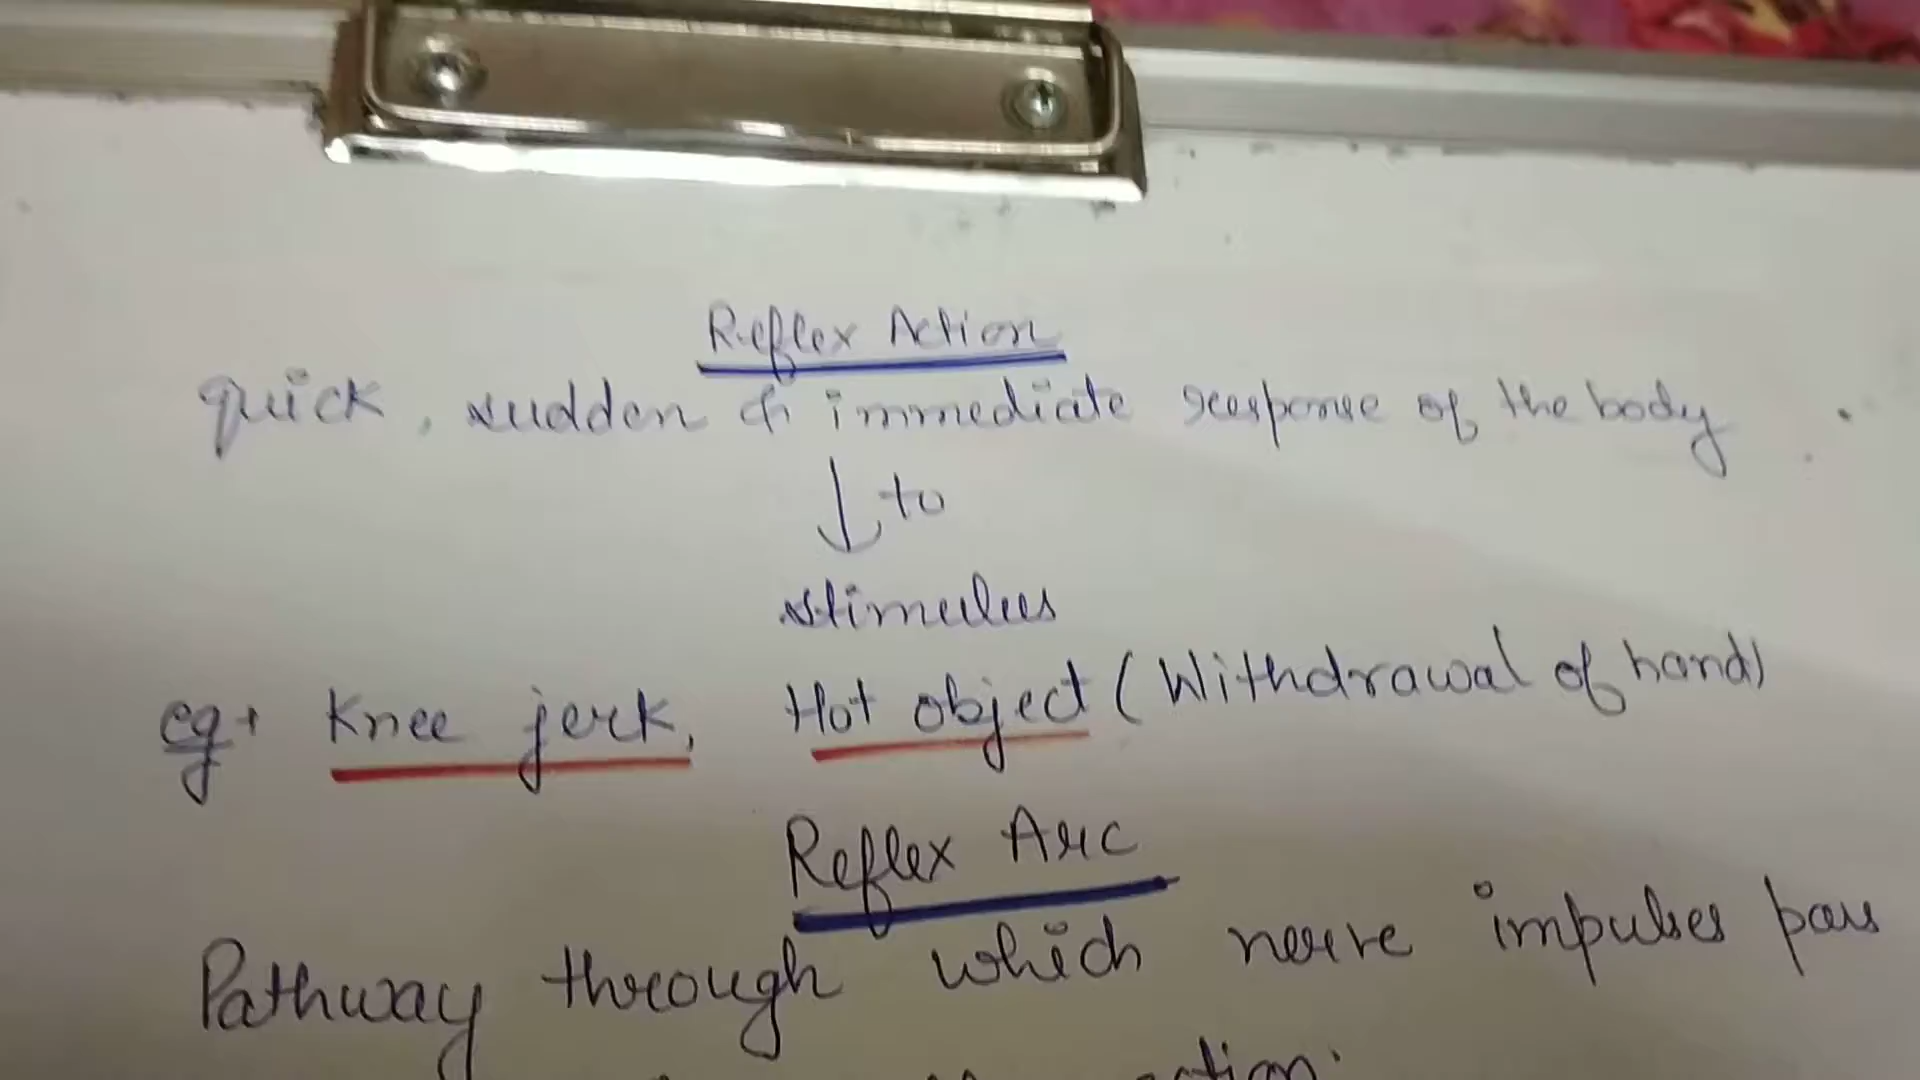 Reflex Action
quick, sudden & immediate response of the body
↓ to
stimulus
eg→ Knee jerk, Hot object (Withdrawal of hand)
Reflex Arc
Pathway through which nerve impulses pass